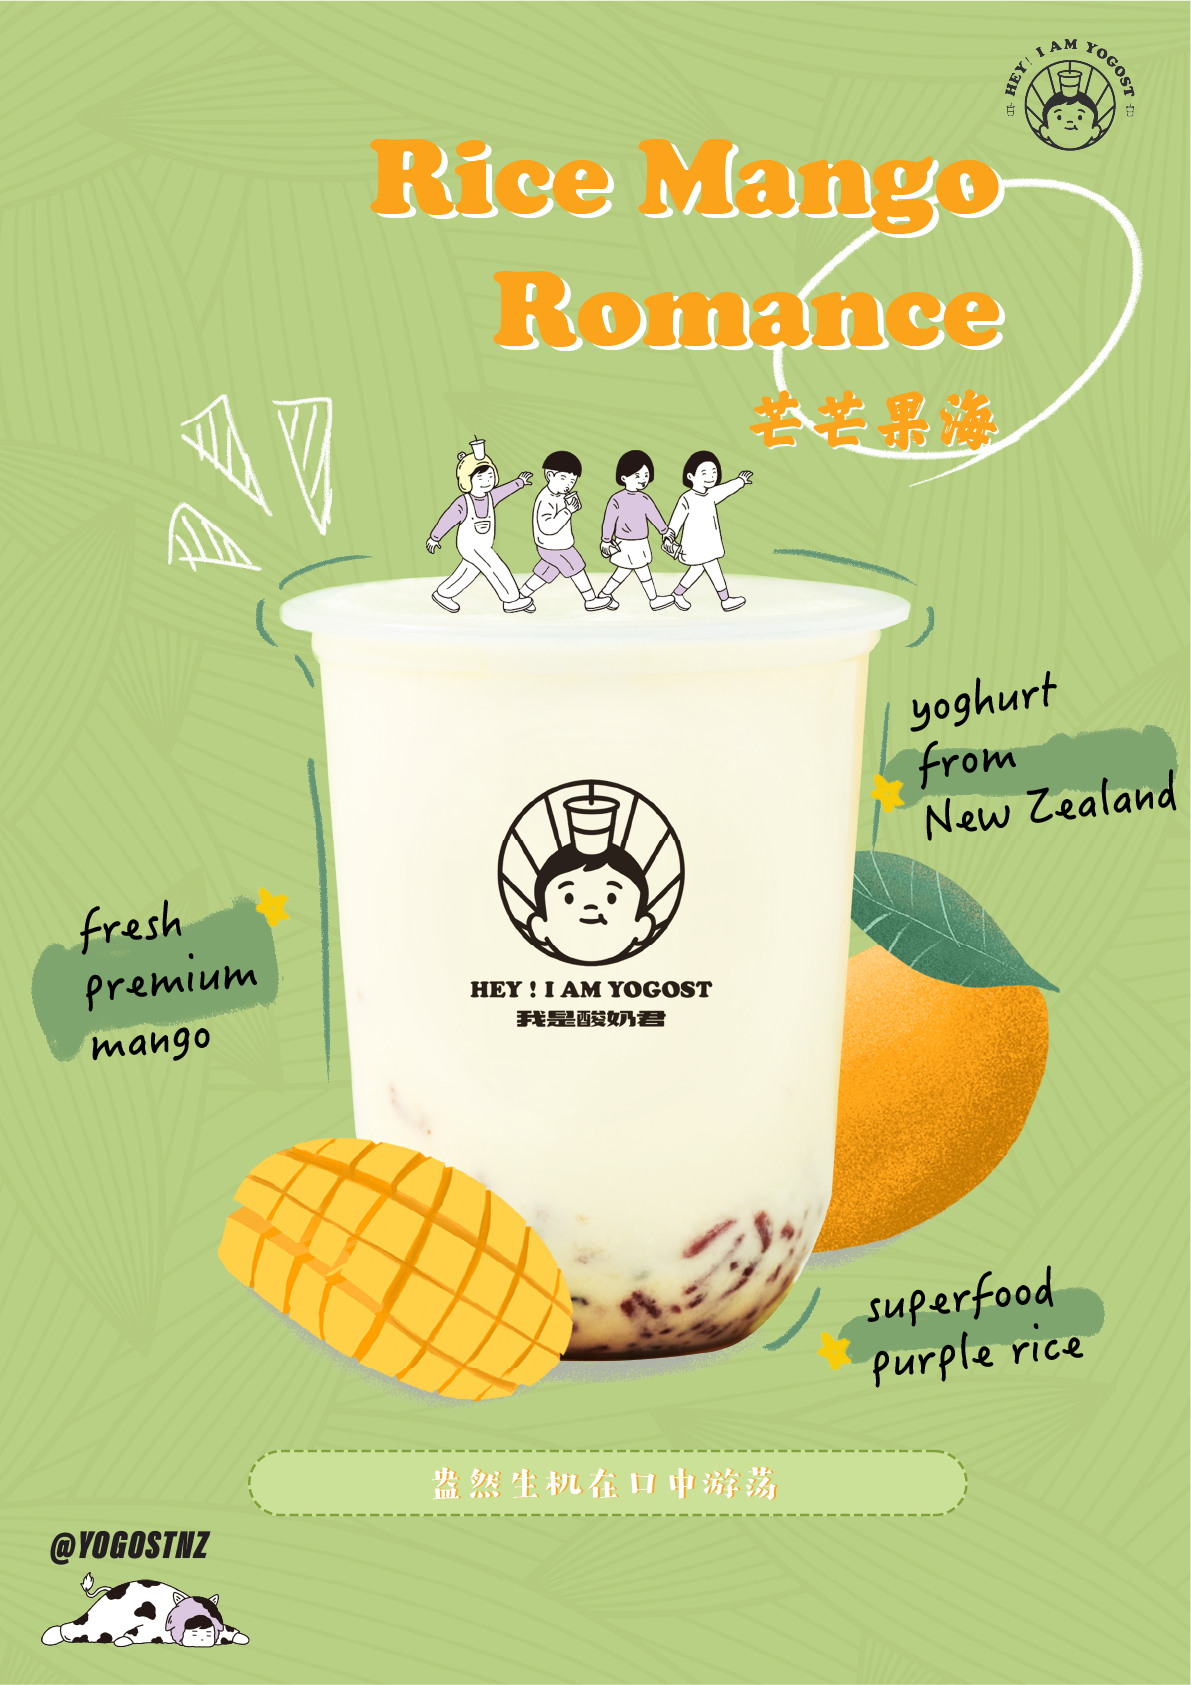 HEY! I AM YOGOST
Rice Mango
Romance
芒芒果海
yoghurt
from
New Zealand
fresh
premium
mango
HEY ! I AM YOGOST
我是酸奶君
superfood
purple rice
盎然生机在口中游荡
@YOGOSTNZ